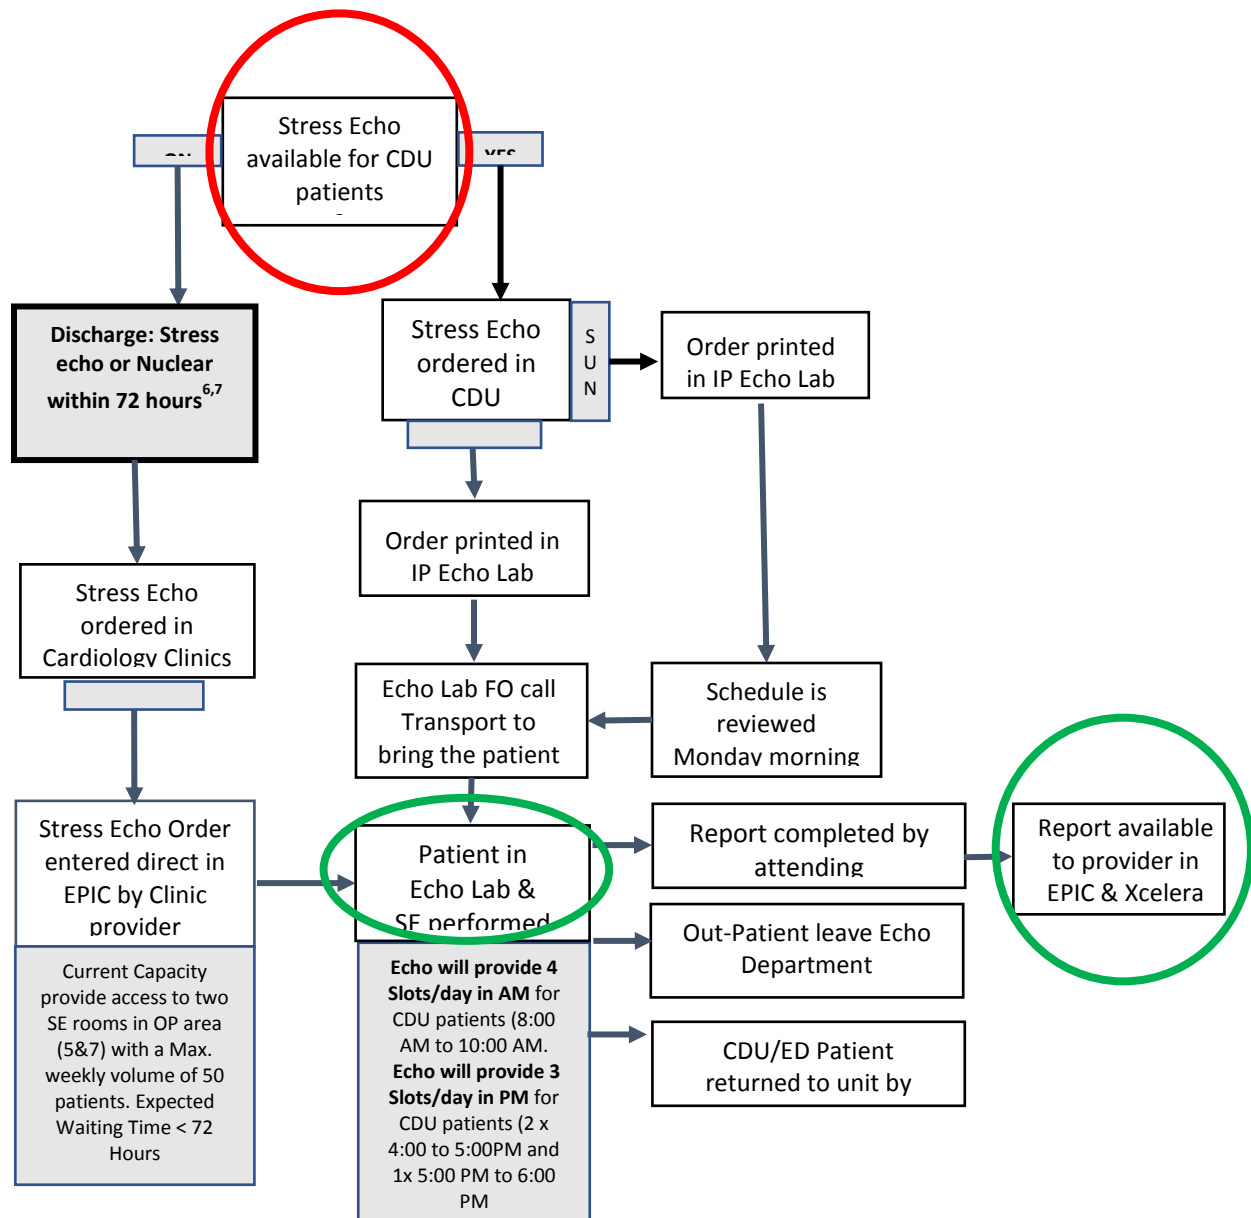 Stress Echo
available for CDU
patients
YES
Discharge: Stress
echo or Nuclear
within 72 hours6,7
Stress Echo
ordered in
CDU
S
U
N
Order printed
in IP Echo Lab
Order printed in
IP Echo Lab
Stress Echo
ordered in
Cardiology Clinics
Echo Lab FO call
Transport to
bring the patient
Schedule is
reviewed
Monday morning
Stress Echo Order
entered direct in
EPIC by Clinic
provider
Patient in
Echo Lab &
SE performed
Report completed by
attending
Report available
to provider in
EPIC & Xcelera
Out-Patient leave Echo
Department
CDU/ED Patient
returned to unit by
Current Capacity
provide access to two
SE rooms in OP area
(5&7) with a Max.
weekly volume of 50
patients. Expected
Waiting Time < 72
Hours
Echo will provide 4
Slots/day in AM for
CDU patients (8:00
AM to 10:00 AM.
Echo will provide 3
Slots/day in PM for
CDU patients (2 x
4:00 to 5:00PM and
1x 5:00 PM to 6:00
PM